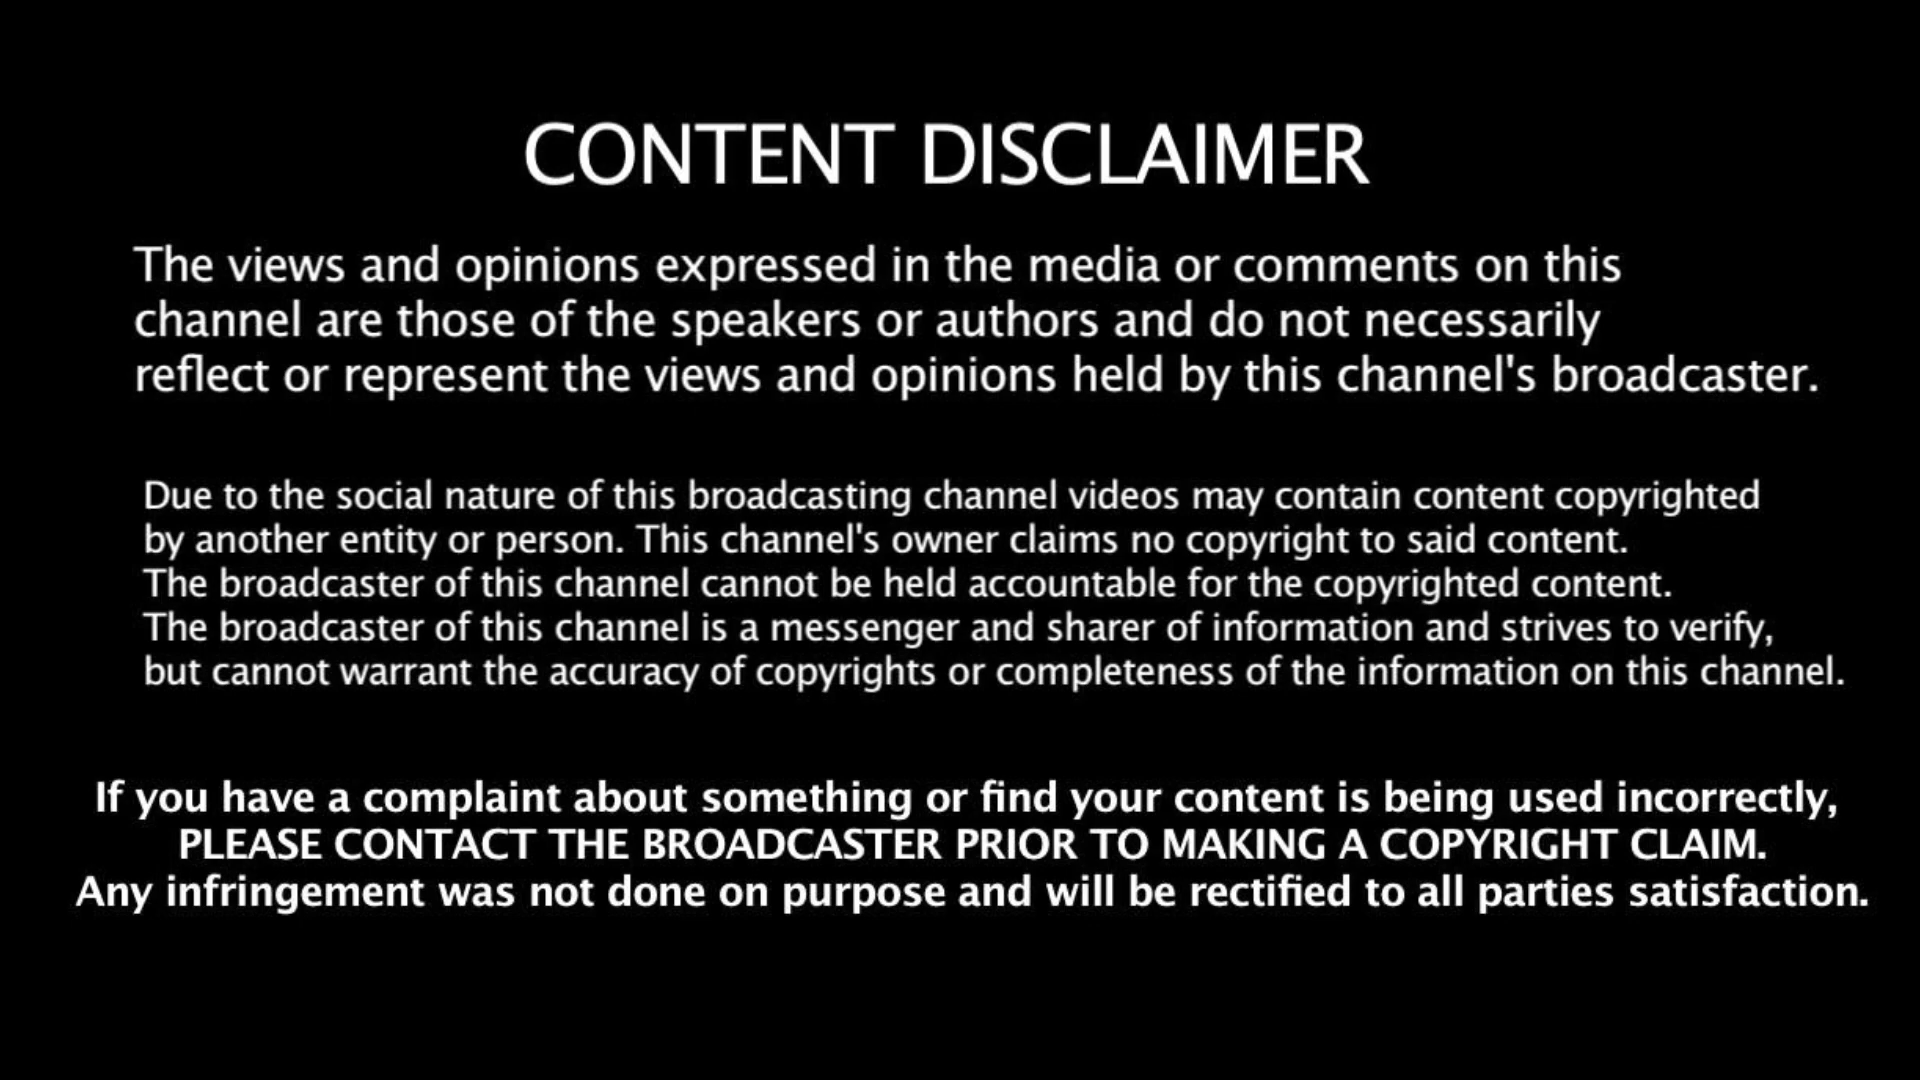 CONTENT DISCLAIMER
The views and opinions expressed in the media or comments on this
channel are those of the speakers or authors and do not necessarily
reflect or represent the views and opinions held by this channel's broadcaster.
Due to the social nature of this broadcasting channel videos may contain content copyrighted
by another entity or person. This channel's owner claims no copyright to said content.
The broadcaster of this channel cannot be held accountable for the copyrighted content.
The broadcaster of this channel is a messenger and sharer of information and strives to verify,
but cannot warrant the accuracy of copyrights or completeness of the information on this channel.
If you have a complaint about something or find your content is being used incorrectly,
PLEASE CONTACT THE BROADCASTER PRIOR TO MAKING A COPYRIGHT CLAIM.
Any infringement was not done on purpose and will be rectified to all parties satisfaction.